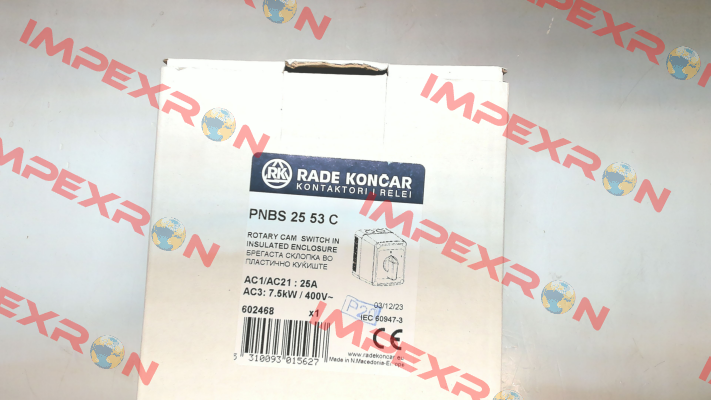 IMPEXRON
RK RADE KONCAR
KONTAKTORI I RELEI
PNBS 25 53 C
ROTARY CAM SWITCH IN
INSULATED ENCLOSURE
БРЕГАСТА СКЛОПКА ВО
ПЛАСТИЧНО КУЌИШТЕ
AC1/AC21 : 25A
AC3: 7.5kW / 400V~
03/12/23
602468 x1
P20
IEC 60947-3
CE
www.radekoncar.eu
Made in N.Macedonia-Europe
5 310093 015627